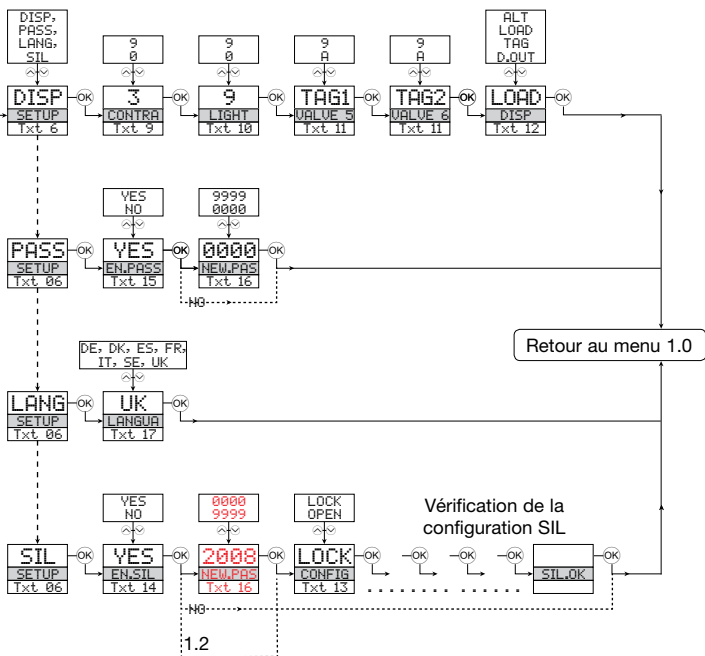 DISP,
PASS,
LANG,
SIL
9
0
9
0
9
A
9
A
ALT
LOAD
TAG
D.OUT
DISP
SETUP
Txt 6
OK
3
CONTRA
Txt 9
OK
9
LIGHT
Txt 10
OK
TAG1
VALVE 5
Txt 11
OK
TAG2
VALVE 6
Txt 11
OK
LOAD
DISP
Txt 12
OK
YES
NO
9999
0000
PASS
SETUP
Txt 06
OK
YES
EN.PASS
Txt 15
OK
0000
NEW.PAS
Txt 16
OK
NO
Retour au menu 1.0
DE, DK, ES, FR,
IT, SE, UK
LANG
SETUP
Txt 06
OK
UK
LANGUA
Txt 17
OK
YES
NO
0000
9999
LOCK
OPEN
Vérification de la
configuration SIL
SIL
SETUP
Txt 06
OK
YES
EN.SIL
Txt 14
OK
2008
NEW.PAS
Txt 16
OK
LOCK
CONFIG
Txt 13
OK
OK
OK
OK
SIL.OK
OK
NO
1.2